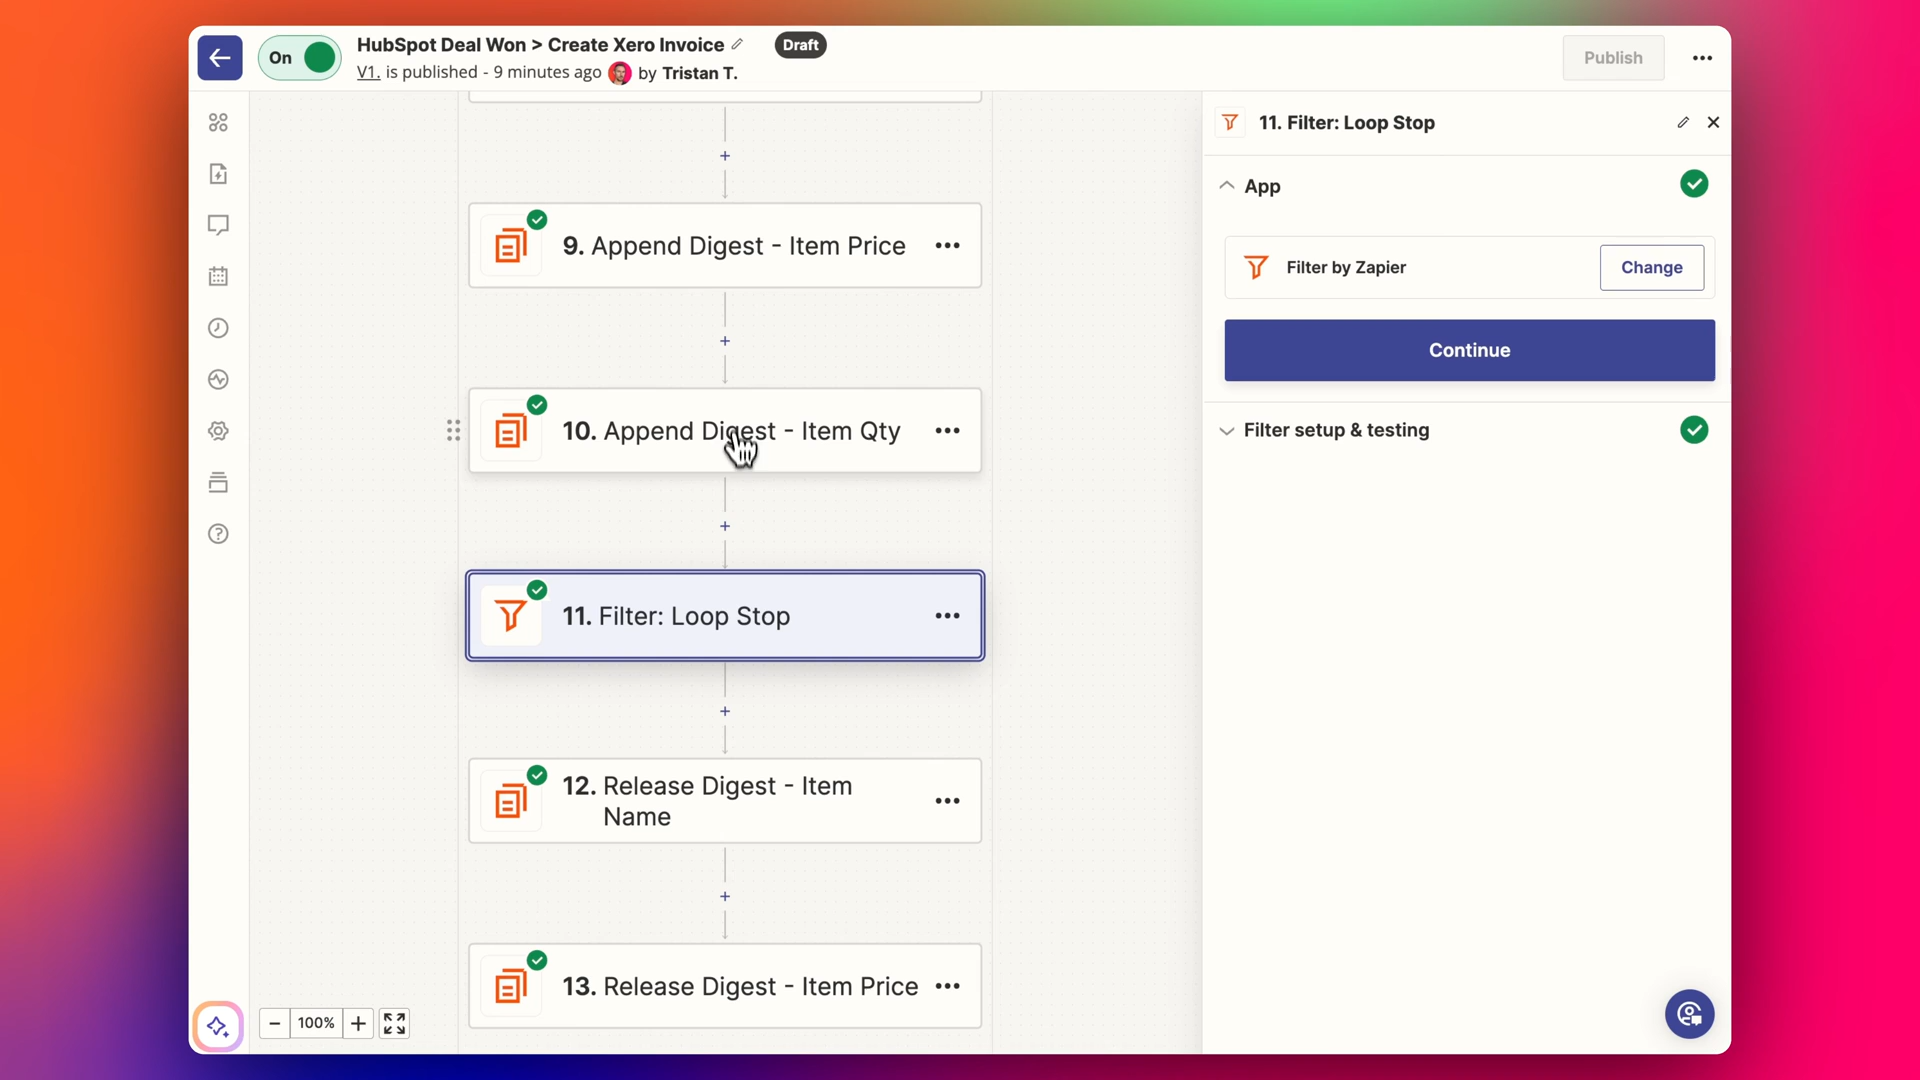 On
HubSpot Deal Won > Create Xero Invoice
Draft
V1. is published - 9 minutes ago by Tristan T.
Publish
9. Append Digest - Item Price
10. Append Digest - Item Qty
11. Filter: Loop Stop
12. Release Digest - Item
Name
13. Release Digest - Item Price
100%
11. Filter: Loop Stop
App
Filter by Zapier
Change
Continue
Filter setup & testing